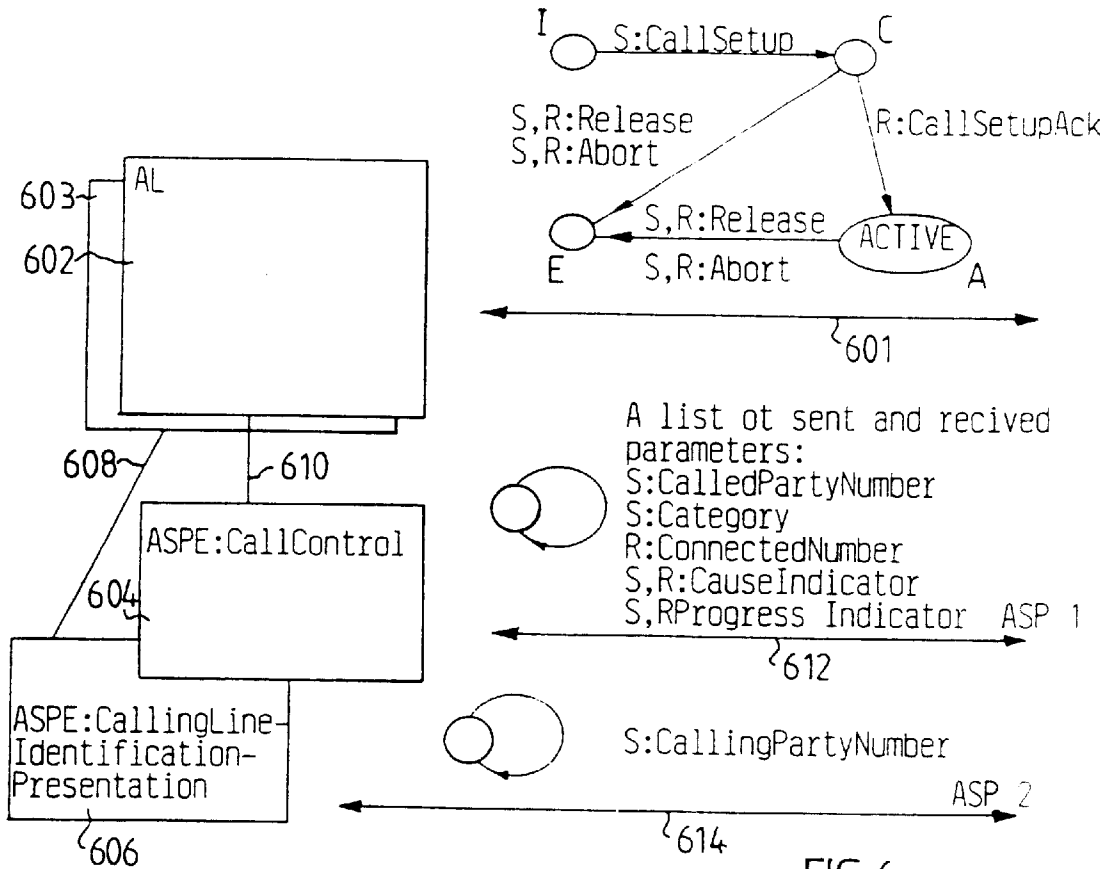 I
S:CallSetup
C
S,R:Release
S,R:Abort
R:CallSetupAck
603
AL
602
S,R:Release
ACTIVE
E
S,R:Abort
A
601
608
610
A list ot sent and recived
parameters:
S:CalledPartyNumber
S:Category
R:ConnectedNumber
S,R:CauseIndicator
S,RProgress Indicator ASP 1
ASPE:CallControl
604
612
ASPE:CallingLine-
Identification-
Presentation
S:CallingPartyNumber
ASP 2
606
614